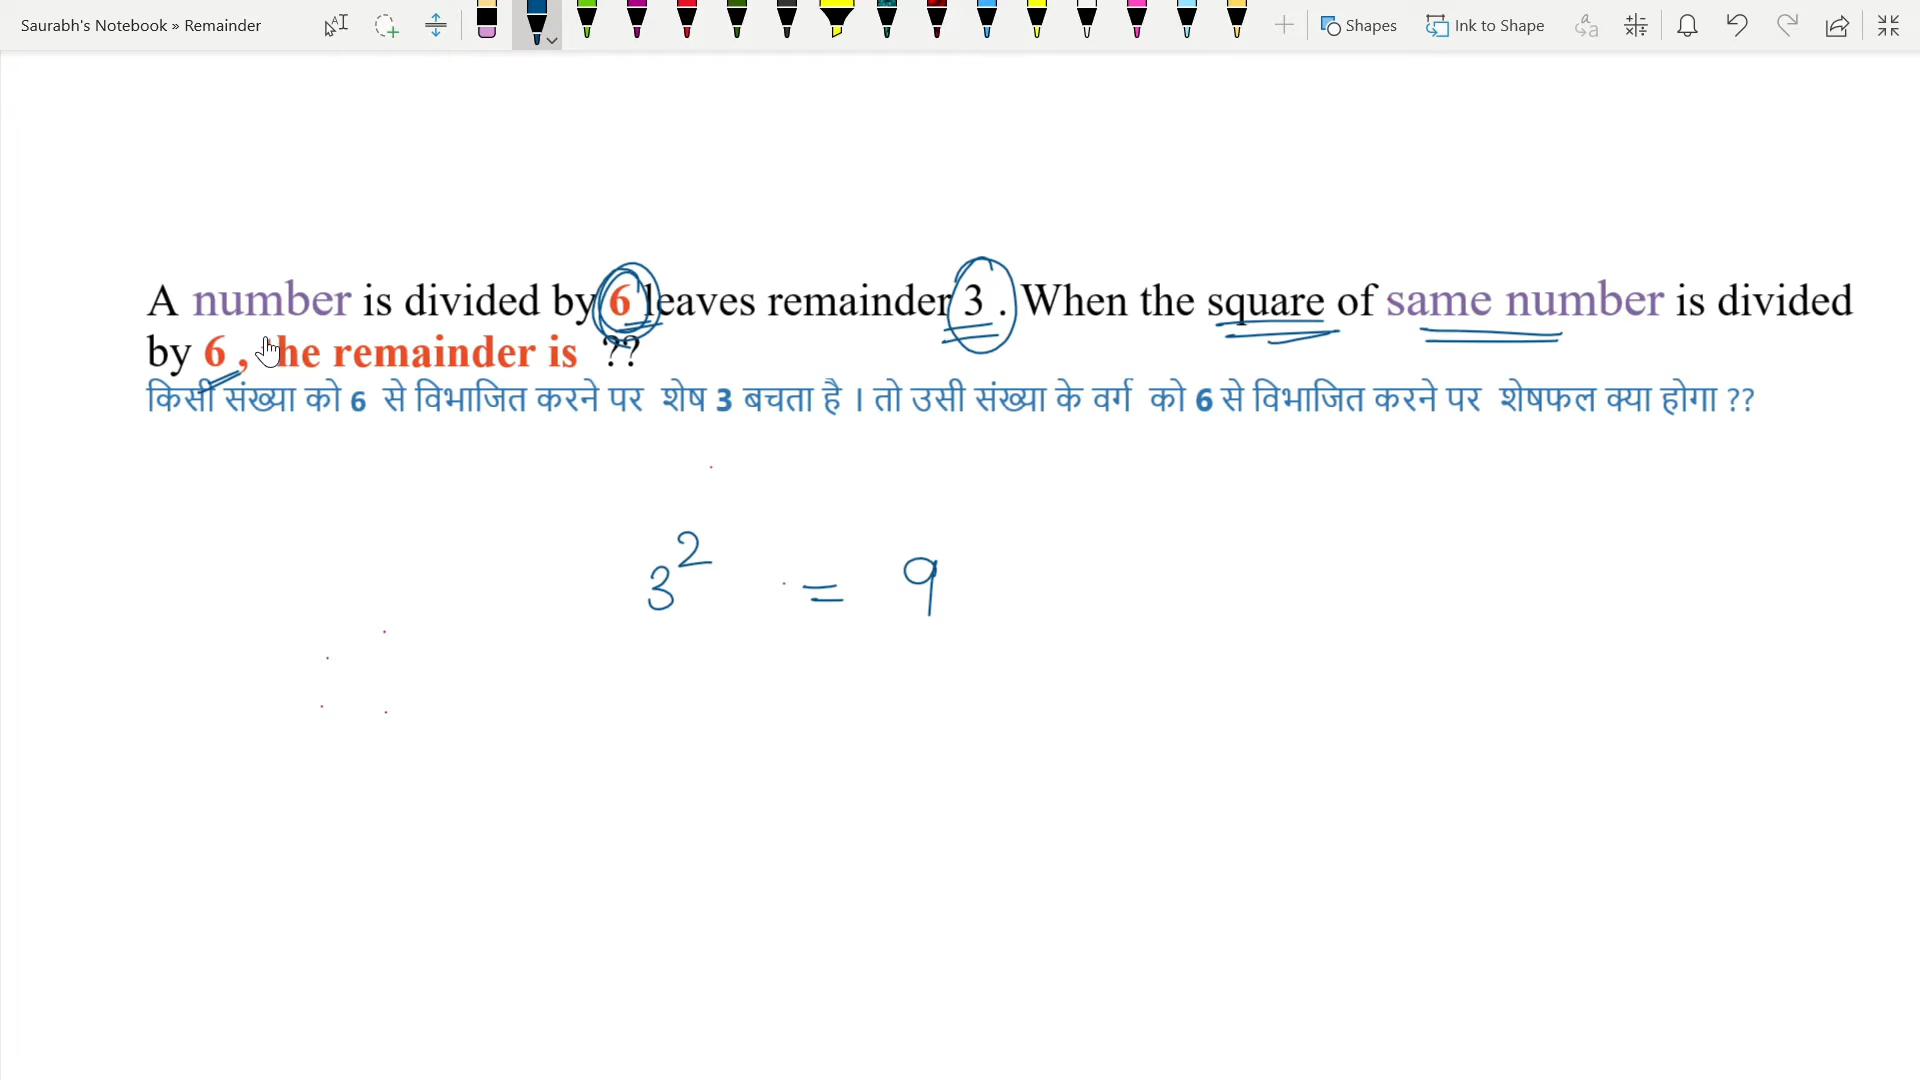 Saurabh's Notebook » Remainder
Shapes
Ink to Shape
A number is divided by 6 leaves remainder 3 . When the square of same number is divided
by 6 , the remainder is ??
किसी संख्या को 6 से विभाजित करने पर शेष 3 बचता है । तो उसी संख्या के वर्ग को 6 से विभाजित करने पर शेषफल क्या होगा ??
3² = 9